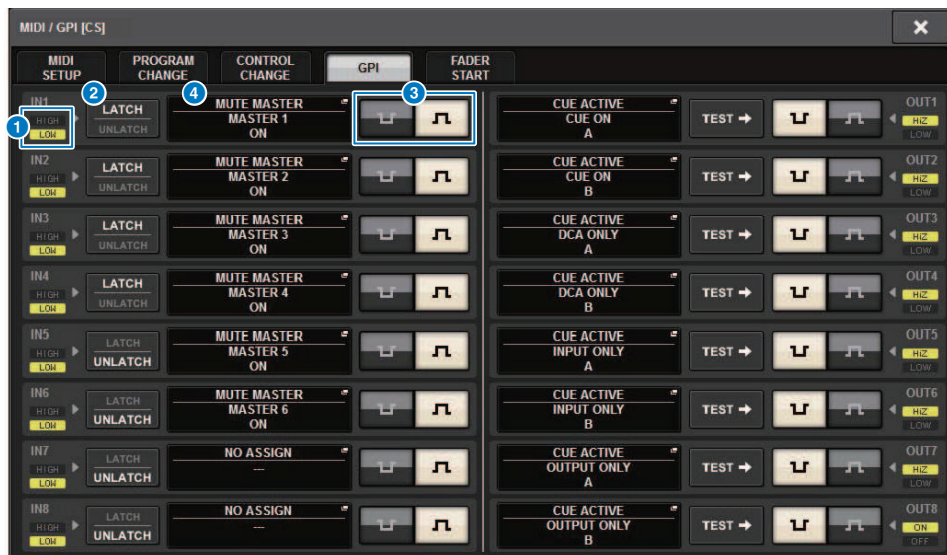 MIDI / GPI [CS]
MIDI SETUP
PROGRAM CHANGE
CONTROL CHANGE
GPI
FADER START
1
2
4
3
IN1
HIGH
LOW
LATCH
UNLATCH
MUTE MASTER
MASTER 1
ON
CUE ACTIVE
CUE ON
A
TEST →
OUT1
HiZ
LOW
IN2
HIGH
LOW
LATCH
UNLATCH
MUTE MASTER
MASTER 2
ON
CUE ACTIVE
CUE ON
B
TEST →
OUT2
HiZ
LOW
IN3
HIGH
LOW
LATCH
UNLATCH
MUTE MASTER
MASTER 3
ON
CUE ACTIVE
DCA ONLY
A
TEST →
OUT3
HiZ
LOW
IN4
HIGH
LOW
LATCH
UNLATCH
MUTE MASTER
MASTER 4
ON
CUE ACTIVE
DCA ONLY
B
TEST →
OUT4
HiZ
LOW
IN5
HIGH
LOW
LATCH
UNLATCH
MUTE MASTER
MASTER 5
ON
CUE ACTIVE
INPUT ONLY
A
TEST →
OUT5
HiZ
LOW
IN6
HIGH
LOW
LATCH
UNLATCH
MUTE MASTER
MASTER 6
ON
CUE ACTIVE
INPUT ONLY
B
TEST →
OUT6
HiZ
LOW
IN7
HIGH
LOW
LATCH
UNLATCH
NO ASSIGN
---
CUE ACTIVE
OUTPUT ONLY
A
TEST →
OUT7
HiZ
LOW
IN8
HIGH
LOW
LATCH
UNLATCH
NO ASSIGN
---
CUE ACTIVE
OUTPUT ONLY
B
TEST →
OUT8
ON
OFF